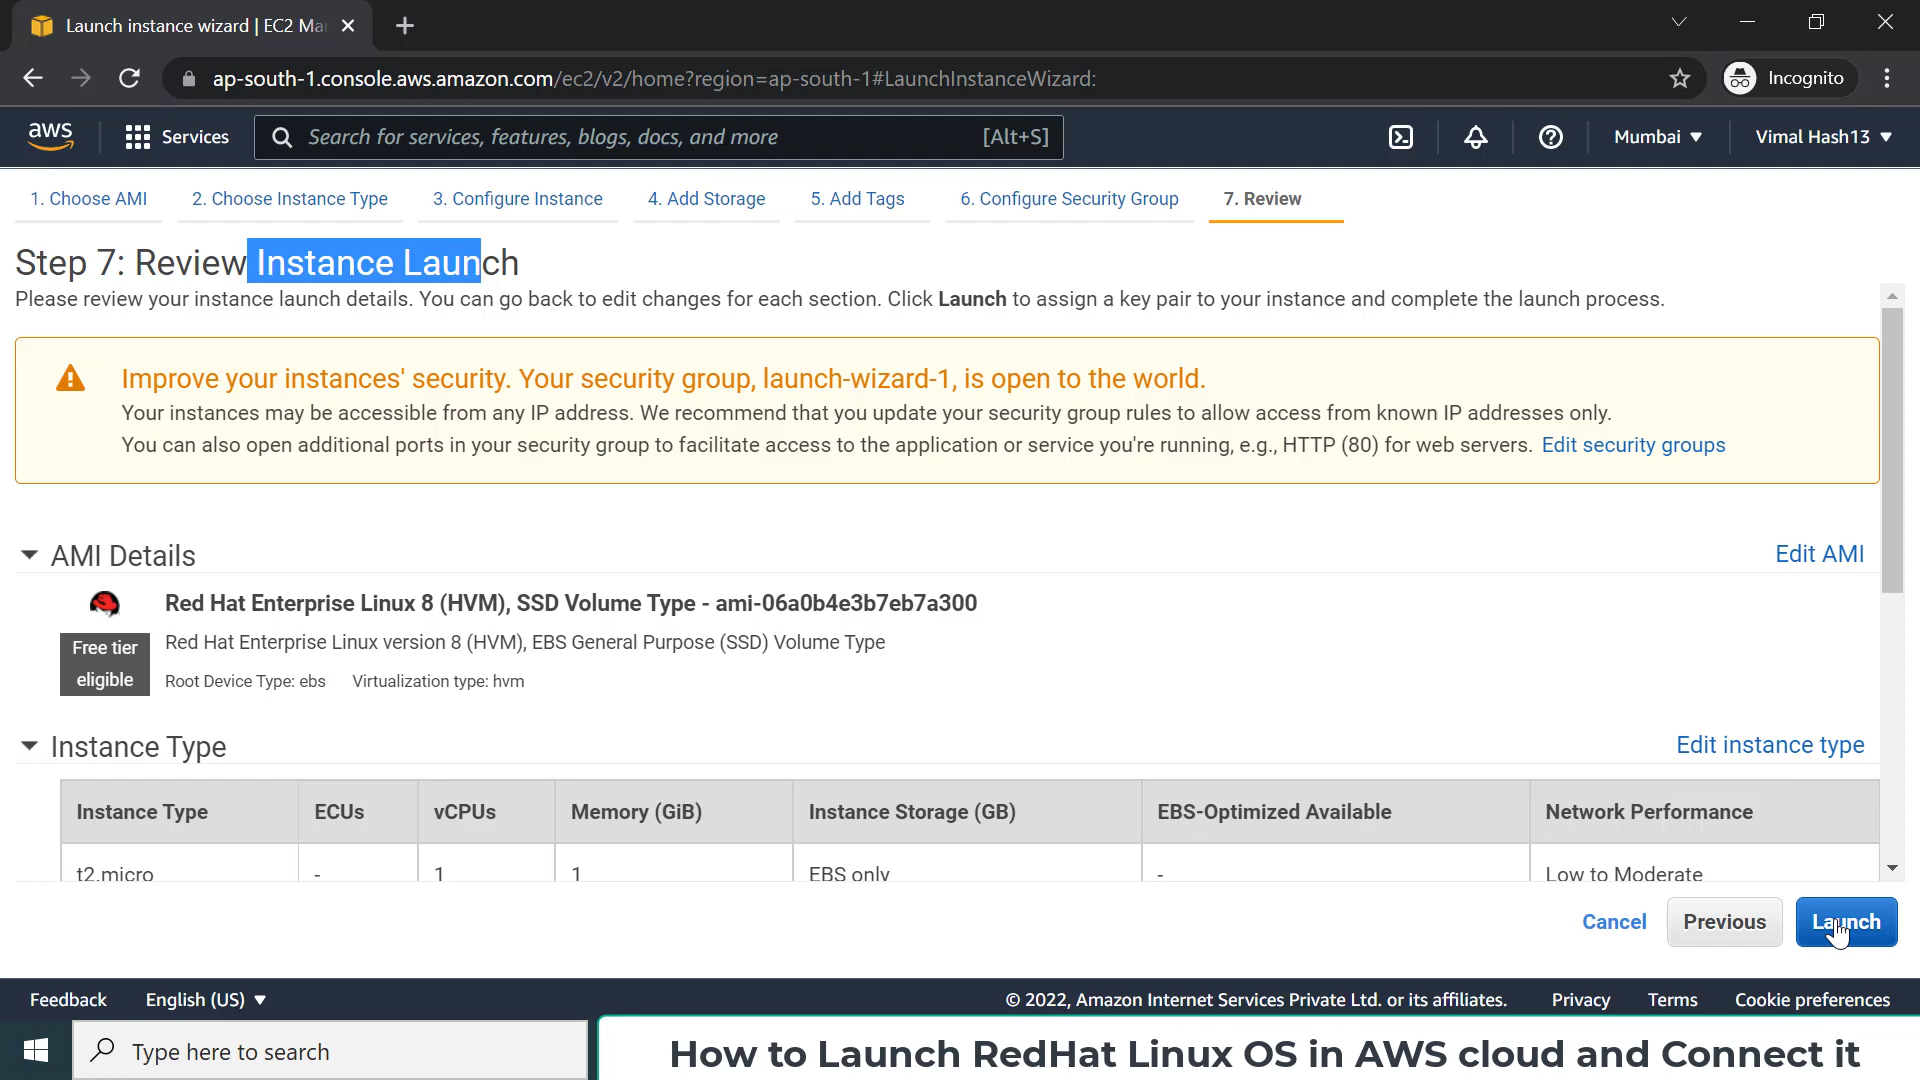 Launch instance wizard | EC2 Ma
ap-south-1.console.aws.amazon.com/ec2/v2/home?region=ap-south-1#LaunchInstanceWizard:
Incognito
aws
Services
Search for services, features, blogs, docs, and more
[Alt+S]
Mumbai
Vimal Hash13
1. Choose AMI
2. Choose Instance Type
3. Configure Instance
4. Add Storage
5. Add Tags
6. Configure Security Group
7. Review
Step 7: Review Instance Launch
Please review your instance launch details. You can go back to edit changes for each section. Click Launch to assign a key pair to your instance and complete the launch process.
Improve your instances' security. Your security group, launch-wizard-1, is open to the world.
Your instances may be accessible from any IP address. We recommend that you update your security group rules to allow access from known IP addresses only.
You can also open additional ports in your security group to facilitate access to the application or service you're running, e.g., HTTP (80) for web servers. Edit security groups
AMI Details
Edit AMI
Red Hat Enterprise Linux 8 (HVM), SSD Volume Type - ami-06a0b4e3b7eb7a300
Free tier
eligible
Red Hat Enterprise Linux version 8 (HVM), EBS General Purpose (SSD) Volume Type
Root Device Type: ebs Virtualization type: hvm
Instance Type
Edit instance type
Instance Type ECUs vCPUs Memory (GiB) Instance Storage (GB) EBS-Optimized Available Network Performance
t2.micro - 1 1 EBS only - Low to Moderate
Cancel
Previous
Launch
Feedback
English (US)
© 2022, Amazon Internet Services Private Ltd. or its affiliates.
Privacy
Terms
Cookie preferences
Type here to search
How to Launch RedHat Linux OS in AWS cloud and Connect it